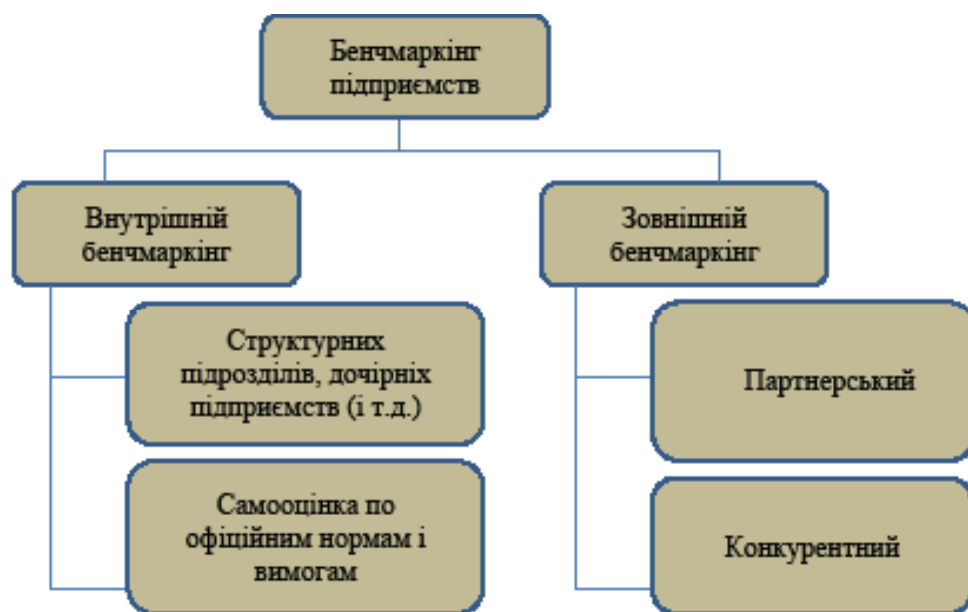 Бенчмаркінг
підприємств
Внутрішній
бенчмаркінг
Зовнішній
бенчмаркінг
Структурних
підрозділів, дочірніх
підприємств (і т.д.)
Партнерський
Самооцінка по
офіційним нормам і
вимогам
Конкурентний